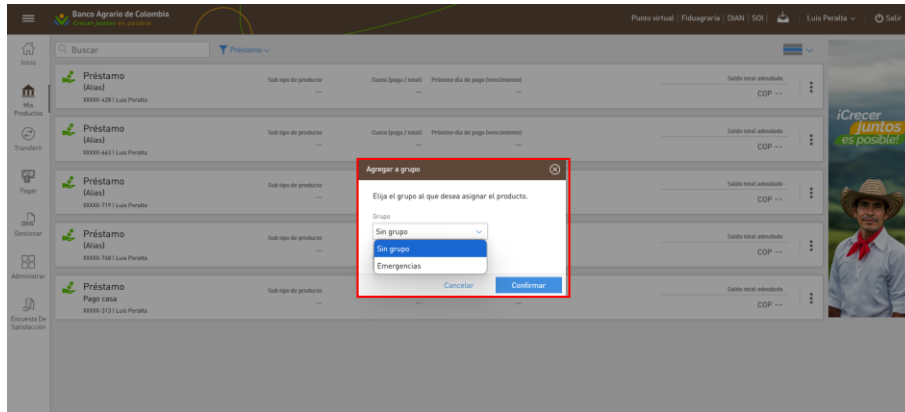 Banco Agrario de Colombia
Crecer juntos es posible
Punto virtual | Fiduagraria | DIAN | SOI |
Luis Peralta
Salir
Inicio
Mis
Productos
Transferir
Pagar
Gestionar
Administrar
Encuesta De
Satisfacción
Buscar
Préstamo
Préstamo
(Alias)
XXXXX-428 | Luis Peralta
Sub tipo de producto
--
Cuota (paga / total)
--
Próximo día de pago (vencimiento)
--
Saldo total adeudado
COP --
Préstamo
(Alias)
XXXXX-463 | Luis Peralta
Sub tipo de producto
--
Cuota (paga / total)
--
Próximo día de pago (vencimiento)
--
Saldo total adeudado
COP --
Préstamo
(Alias)
XXXXX-719 | Luis Peralta
Sub tipo de producto
--
Saldo total adeudado
COP --
Préstamo
(Alias)
XXXXX-768 | Luis Peralta
Sub tipo de producto
--
Saldo total adeudado
COP --
Préstamo
Pago casa
XXXXX-313 | Luis Peralta
Sub tipo de producto
--
--
--
Saldo total adeudado
COP --
Agregar a grupo
Elija el grupo al que desea asignar el producto.
Grupo
Sin grupo
Sin grupo
Emergencias
Cancelar
Confirmar
¡Crecer
juntos
es posible!